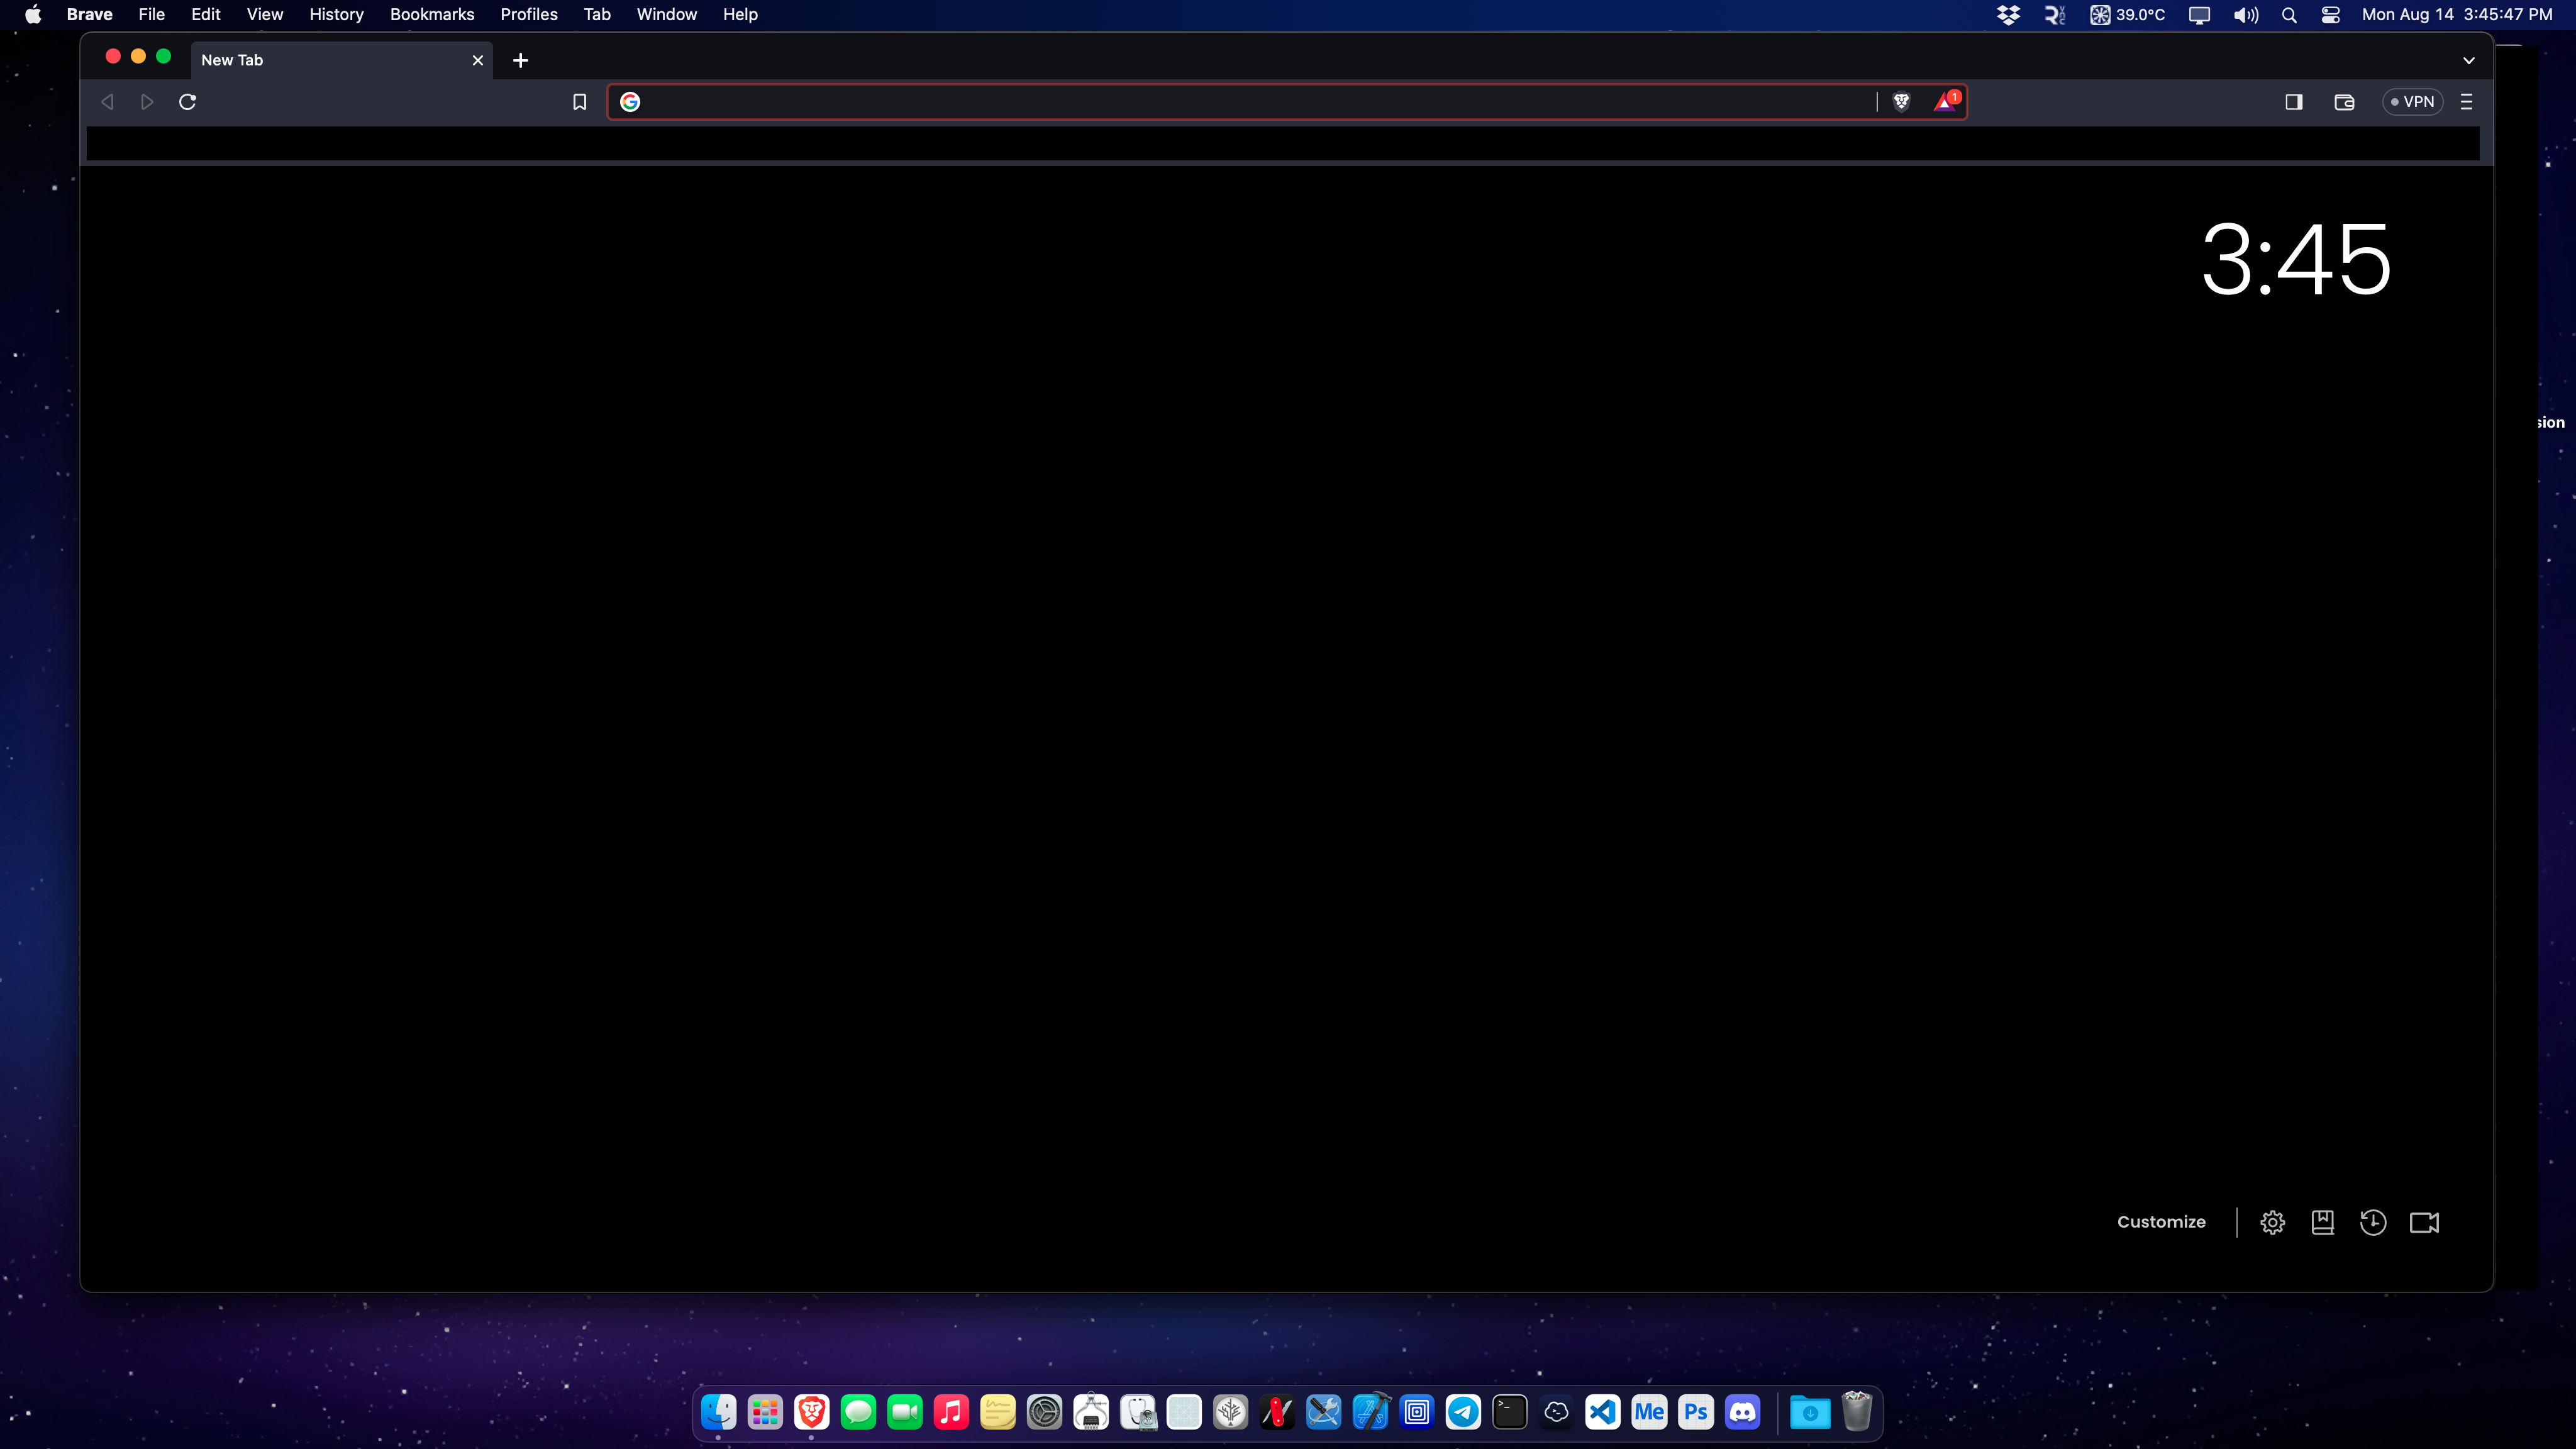 Brave File Edit View History Bookmarks Profiles Tab Window Help 39.0°C Mon Aug 14 3:45:47 PM
New Tab
1 VPN
3:45
sion
Customize
Me Ps